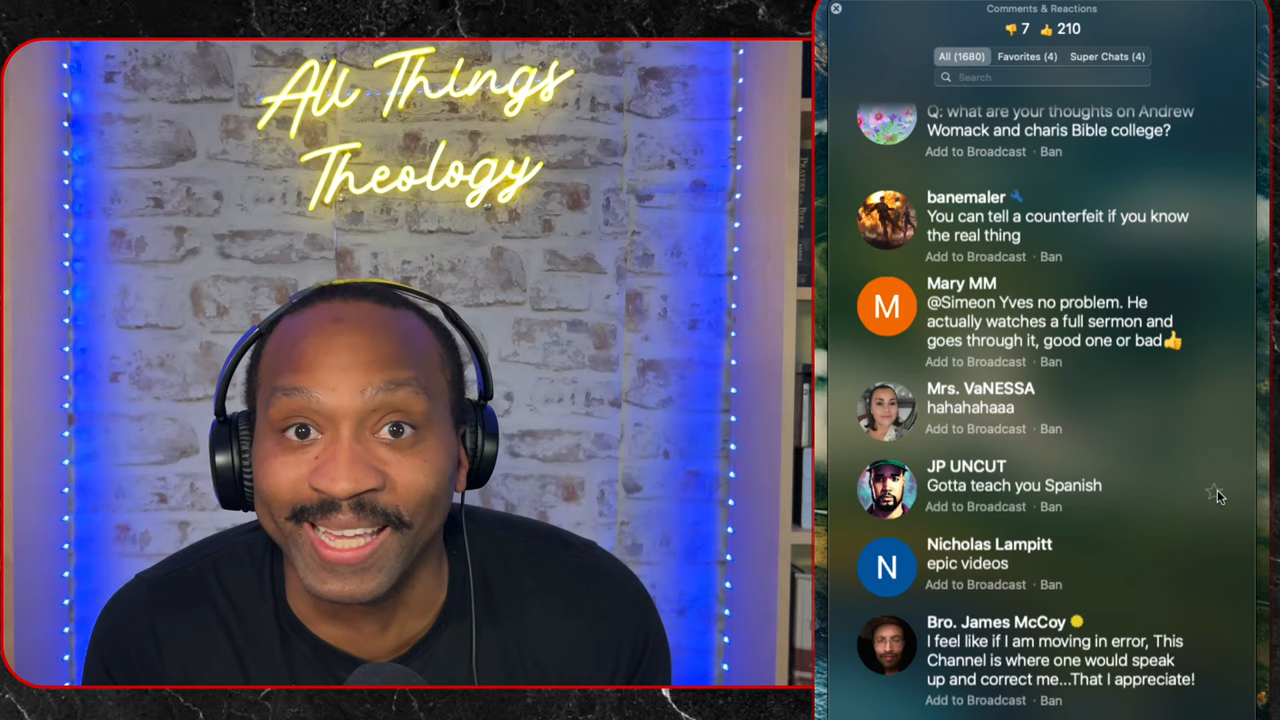 All Things
Theology
Comments & Reactions
👎 7 👍 210
All (1680) Favorites (4) Super Chats (4)
Search
Q: what are your thoughts on Andrew
Womack and charis Bible college?
Add to Broadcast · Ban
banemaler
You can tell a counterfeit if you know
the real thing
Add to Broadcast · Ban
M
Mary MM
@Simeon Yves no problem. He
actually watches a full sermon and
goes through it, good one or bad👍
Add to Broadcast · Ban
Mrs. VaNESSA
hahahahaaa
Add to Broadcast · Ban
JP UNCUT
Gotta teach you Spanish
Add to Broadcast · Ban
N
Nicholas Lampitt
epic videos
Add to Broadcast · Ban
Bro. James McCoy
I feel like if I am moving in error, This
Channel is where one would speak
up and correct me...That I appreciate!
Add to Broadcast · Ban